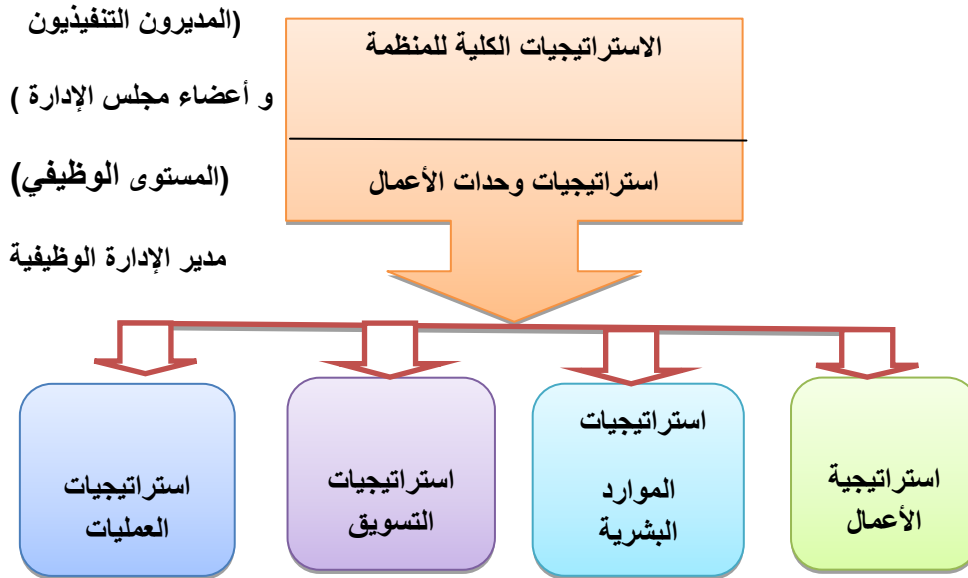 (المديرون التنفيذيون
و أعضاء مجلس الإدارة )
(المستوى الوظيفي)
مدير الإدارة الوظيفية
الاستراتيجيات الكلية للمنظمة
استراتيجيات وحدات الأعمال
استراتيجية
الأعمال
استراتيجيات
الموارد
البشرية
استراتيجيات
التسويق
استراتيجيات
العمليات